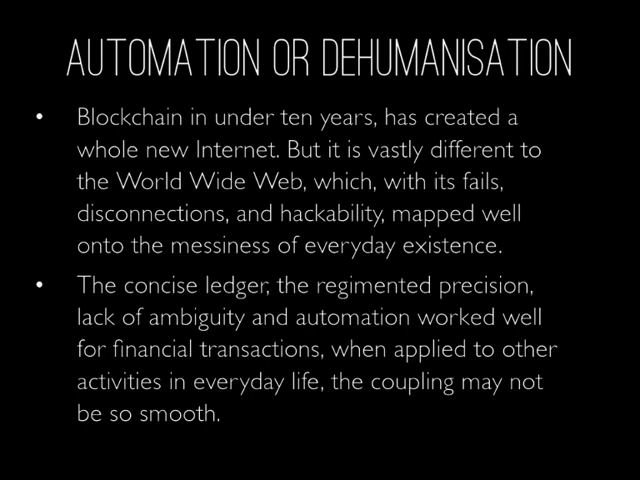 AUTOMATION OR DEHUMANISATION
• Blockchain in under ten years, has created a
whole new Internet. But it is vastly different to
the World Wide Web, which, with its fails,
disconnections, and hackability, mapped well
onto the messiness of everyday existence.
• The concise ledger, the regimented precision,
lack of ambiguity and automation worked well
for financial transactions, when applied to other
activities in everyday life, the coupling may not
be so smooth.